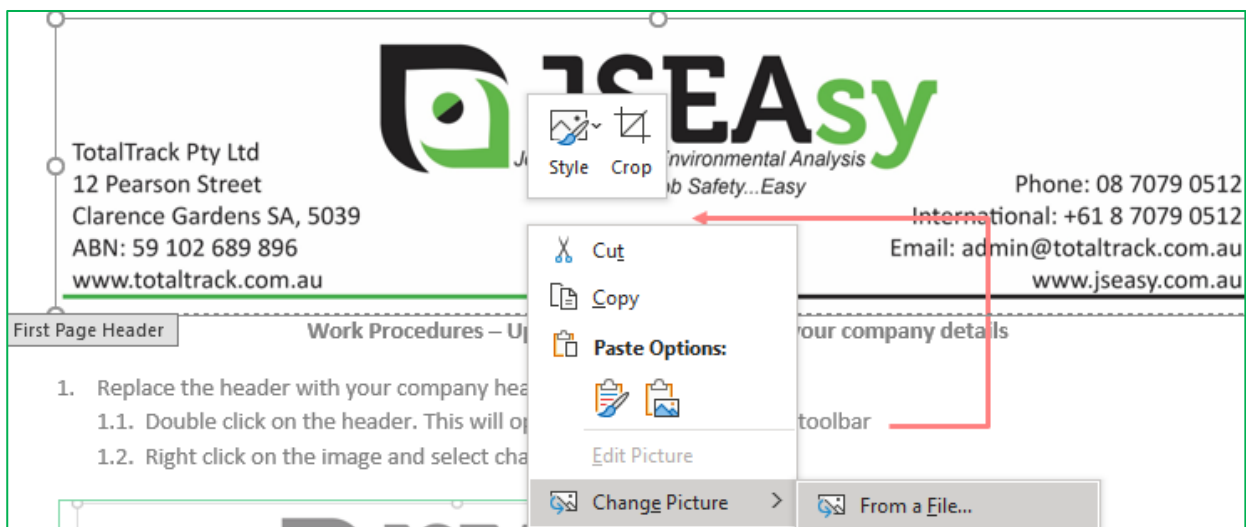 JSEAsy
J nvironmental Analysis
b Safety...Easy
TotalTrack Pty Ltd
12 Pearson Street
Clarence Gardens SA, 5039
ABN: 59 102 689 896
www.totaltrack.com.au
Phone: 08 7079 0512
International: +61 8 7079 0512
Email: admin@totaltrack.com.au
www.jseasy.com.au
Style Crop
First Page Header
Work Procedures – Up your company details
1. Replace the header with your company hea
1.1. Double click on the header. This will op toolbar
1.2. Right click on the image and select cha
Cut
Copy
Paste Options:
Edit Picture
Change Picture
From a File...